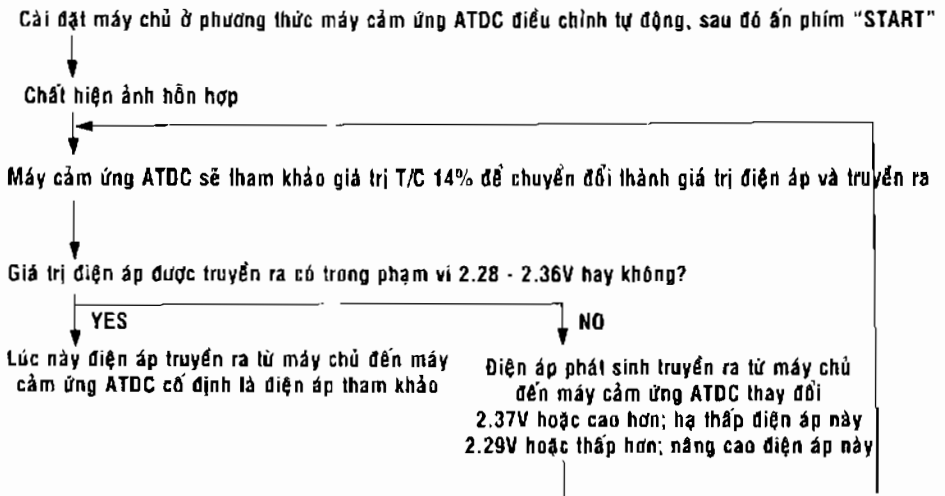 Cài đặt máy chủ ở phương thức máy cảm ứng ATDC điều chỉnh tự động, sau đó ấn phím “START”
Chất hiện ảnh hỗn hợp
Máy cảm ứng ATDC sẽ tham khảo giá trị T/C 14% để chuyển đổi thành giá trị điện áp và truyền ra
Giá trị điện áp được truyền ra có trong phạm vi 2.28 - 2.36V hay không?
YES
NO
Lúc này điện áp truyền ra từ máy chủ đến máy
cảm ứng ATDC cố định là điện áp tham khảo
Điện áp phát sinh truyền ra từ máy chủ
đến máy cảm ứng ATDC thay đổi
2.37V hoặc cao hơn; hạ thấp điện áp này
2.29V hoặc thấp hơn; nâng cao điện áp này